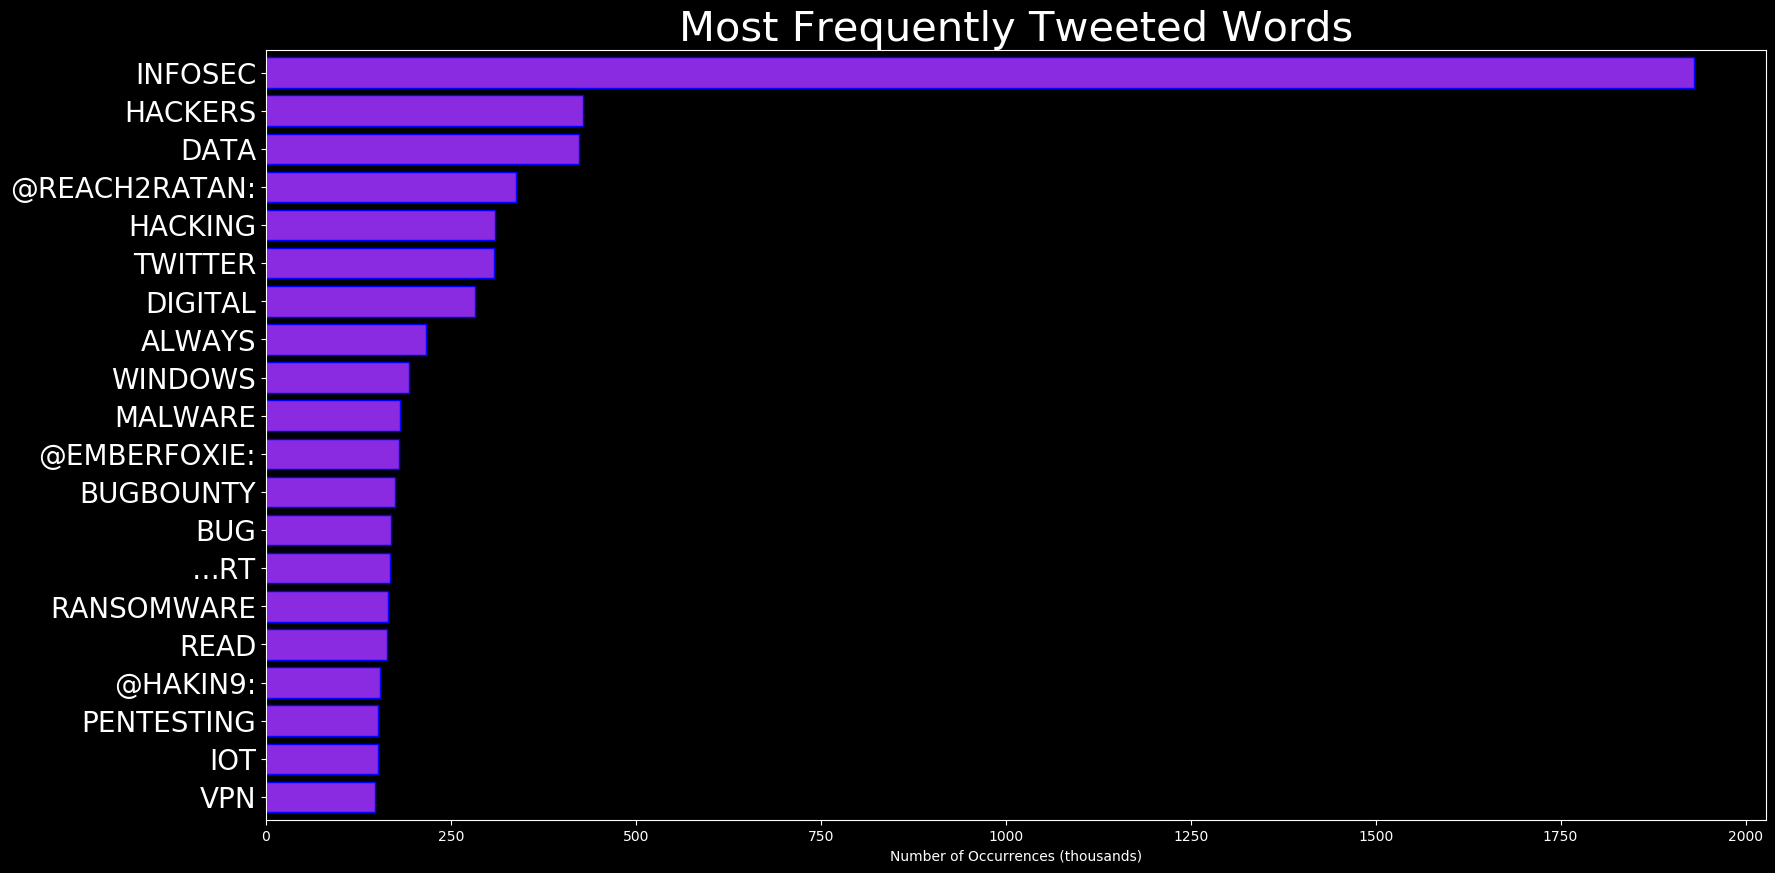 Most Frequently Tweeted Words
INFOSEC
HACKERS
DATA
@REACH2RATAN:
HACKING
TWITTER
DIGITAL
ALWAYS
WINDOWS
MALWARE
@EMBERFOXIE:
BUGBOUNTY
BUG
…RT
RANSOMWARE
READ
@HAKIN9:
PENTESTING
IOT
VPN
0 250 500 750 1000 1250 1500 1750 2000
Number of Occurrences (thousands)